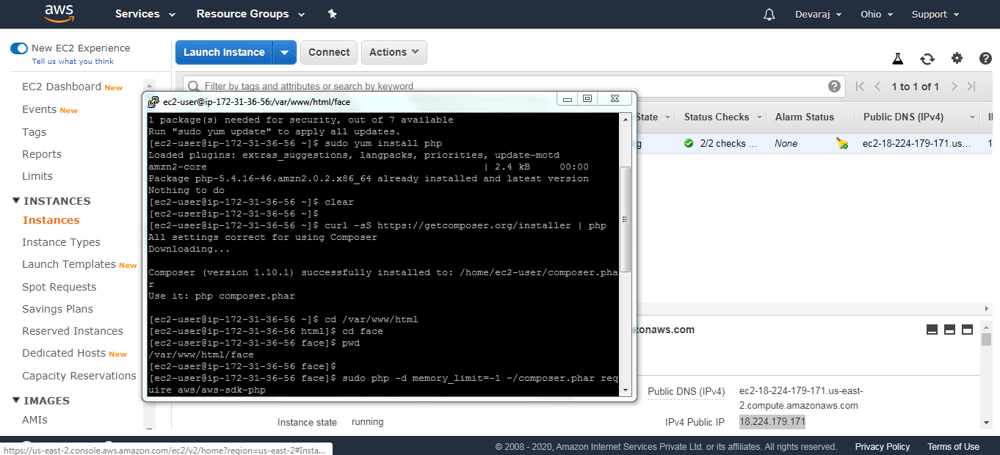 aws
Services
Resource Groups
Devaraj
Ohio
Support
New EC2 Experience
Tell us what you think
EC2 Dashboard New
Events New
Tags
Reports
Limits
INSTANCES
Instances
Instance Types
Launch Templates New
Spot Requests
Savings Plans
Reserved Instances
Dedicated Hosts New
Capacity Reservations
IMAGES
AMIs
Launch Instance
Connect
Actions
Filter by tags and attributes or search by keyword
1 to 1 of 1
State
Status Checks
Alarm Status
Public DNS (IPv4)
g
2/2 checks ...
None
ec2-18-224-179-171.us...
1
ec2-user@ip-172-31-36-56:/var/www/html/face
1 package(s) needed for security, out of 7 available
Run "sudo yum update" to apply all updates.
[ec2-user@ip-172-31-36-56 ~]$ sudo yum install php
Loaded plugins: extras_suggestions, langpacks, priorities, update-motd
amzn2-core | 2.4 kB 00:00
Package php-5.4.16-46.amzn2.0.2.x86_64 already installed and latest version
Nothing to do
[ec2-user@ip-172-31-36-56 ~]$ clear
[ec2-user@ip-172-31-36-56 ~]$
[ec2-user@ip-172-31-36-56 ~]$ curl -sS https://getcomposer.org/installer | php
All settings correct for using Composer
Downloading...
Composer (version 1.10.1) successfully installed to: /home/ec2-user/composer.pha
r
Use it: php composer.phar
[ec2-user@ip-172-31-36-56 ~]$ cd /var/www/html
[ec2-user@ip-172-31-36-56 html]$ cd face
[ec2-user@ip-172-31-36-56 face]$ pwd
/var/www/html/face
[ec2-user@ip-172-31-36-56 face]$
[ec2-user@ip-172-31-36-56 face]$ sudo php -d memory_limit=-1 ~/composer.phar req
uire aws/aws-sdk-php
zonaws.com
Public DNS (IPv4)
ec2-18-224-179-171.us-east-
2.compute.amazonaws.com
Instance state
running
IPv4 Public IP
18.224.179.171
https://us-east-2.console.aws.amazon.com/ec2/v2/home?region=us-east-2#Insta...
© 2008 - 2020, Amazon Internet Services Private Ltd. or its affiliates. All rights reserved.
Privacy Policy
Terms of Use